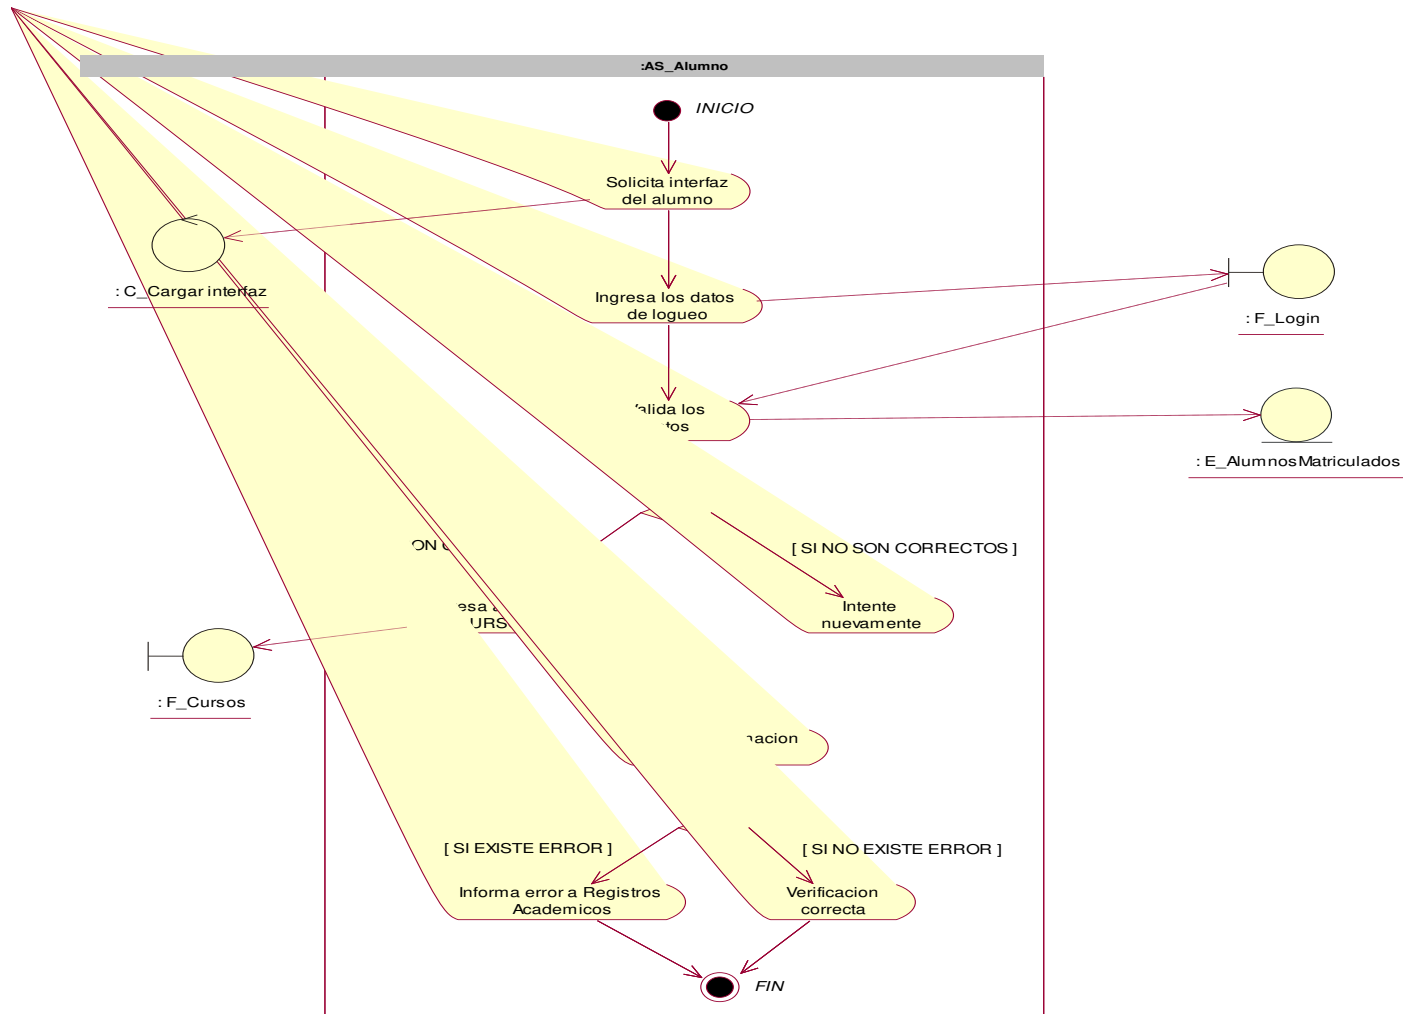 :AS_Alumno
INICIO
Solicita interfaz
del alumno
: C_Cargar interfaz
Ingresa los datos
de logueo
: F_Login
los
: E_AlumnosMatriculados
[ SI NO SON CORRECTOS ]
Intente
nuevamente
: F_Cursos
[ SI EXISTE ERROR ]
[ SI NO EXISTE ERROR ]
Informa error a Registros
Academicos
Verificacion
correcta
FIN